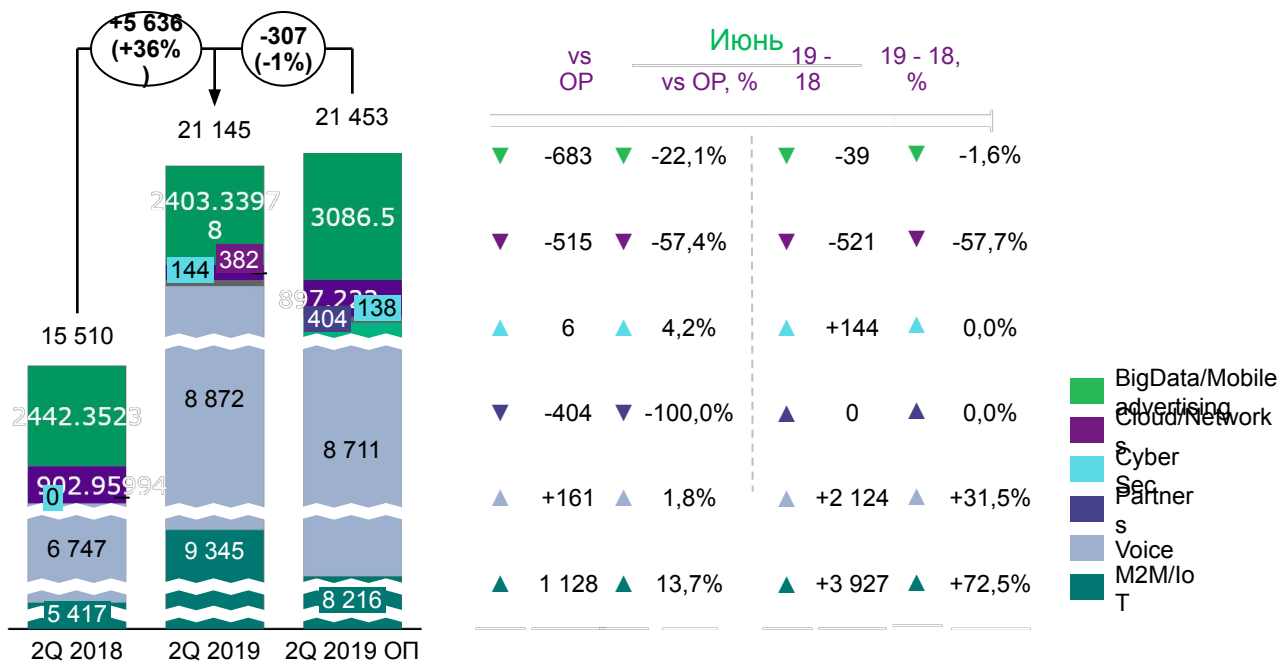 +5 636
(+36%
)
-307
(-1%)
21 145
21 453
15 510
2403.3397
8
144
382
8 872
9 345
3086.5
897.222
404
138
8 711
8 216
2442.3523
902.95994
0
6 747
5 417
2Q 2018
2Q 2019
2Q 2019 ОП
Июнь
vs
OP
vs OP, %
19 -
18
19 - 18,
%
-683
-22,1%
-39
-1,6%
-515
-57,4%
-521
-57,7%
6
4,2%
+144
0,0%
-404
-100,0%
0
0,0%
+161
1,8%
+2 124
+31,5%
1 128
13,7%
+3 927
+72,5%
BigData/Mobile
advertising
Cloud/Network
s
Cyber
Sec
Partner
s
Voice
M2M/Io
T